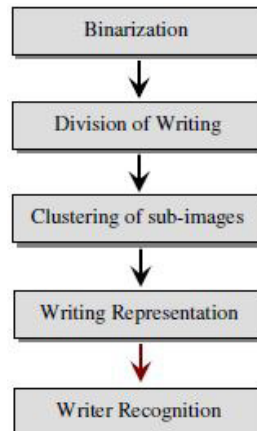 Binarization
Division of Writing
Clustering of sub-images
Writing Representation
Writer Recognition